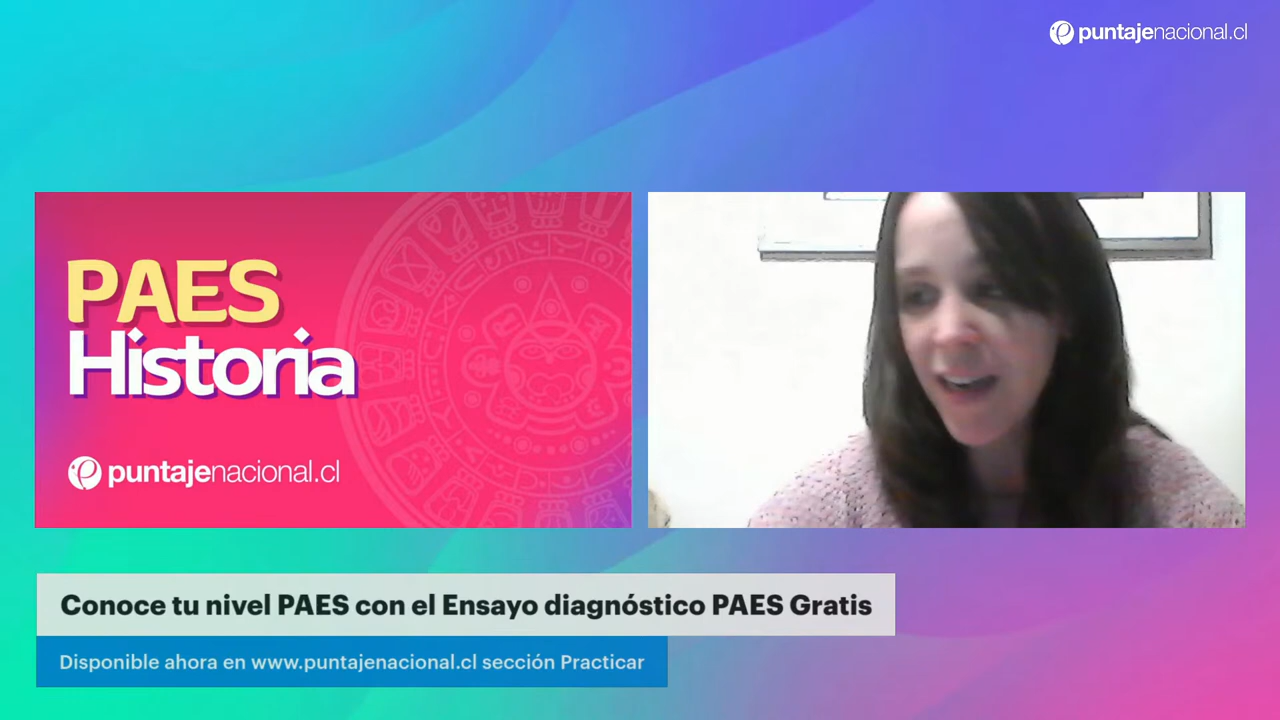 puntajenacional.cl
PAES
Historia
puntajenacional.cl
Conoce tu nivel PAES con el Ensayo diagnóstico PAES Gratis
Disponible ahora en www.puntajenacional.cl sección Practicar